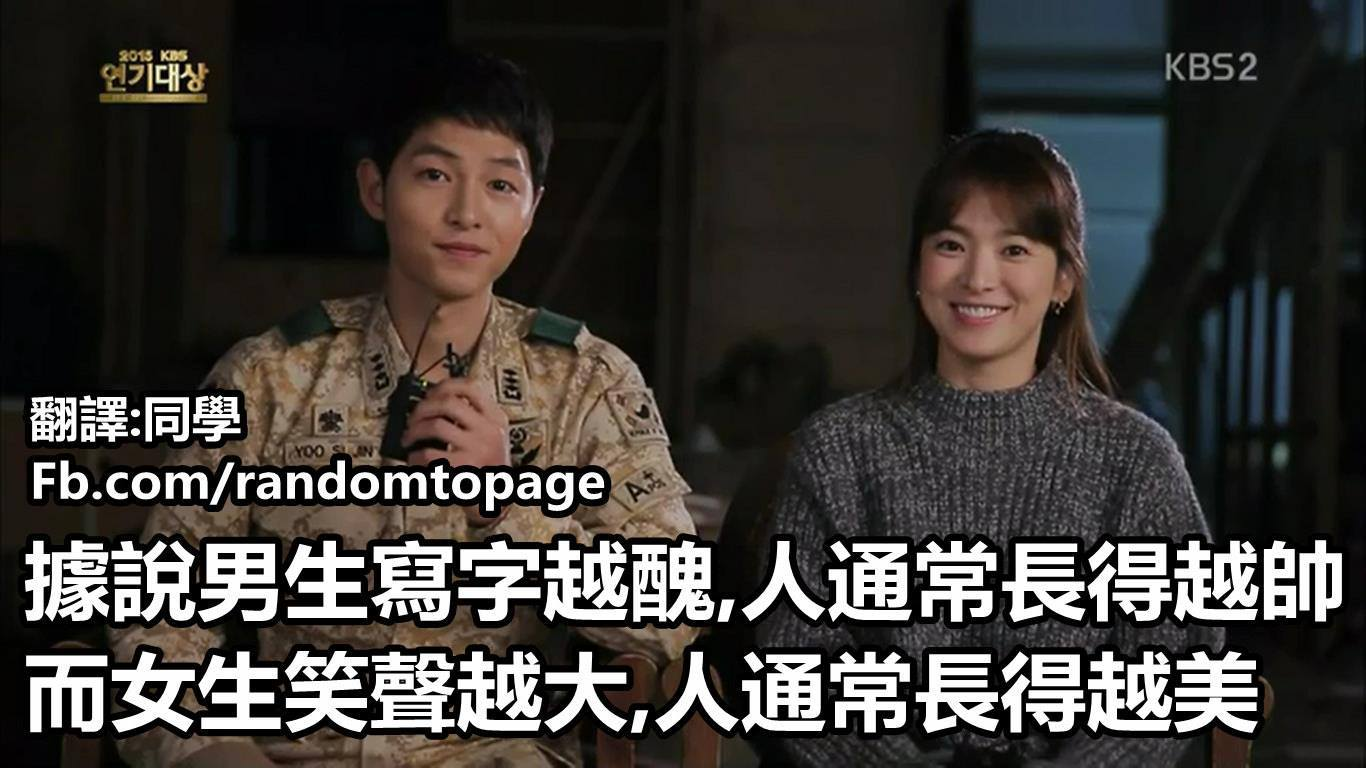 2015 KBS
연기대상
KBS2
YOO SI JIN
A+
翻譯:同學
Fb.com/randomtopage
據說男生寫字越醜,人通常長得越帥
而女生笑聲越大,人通常長得越美